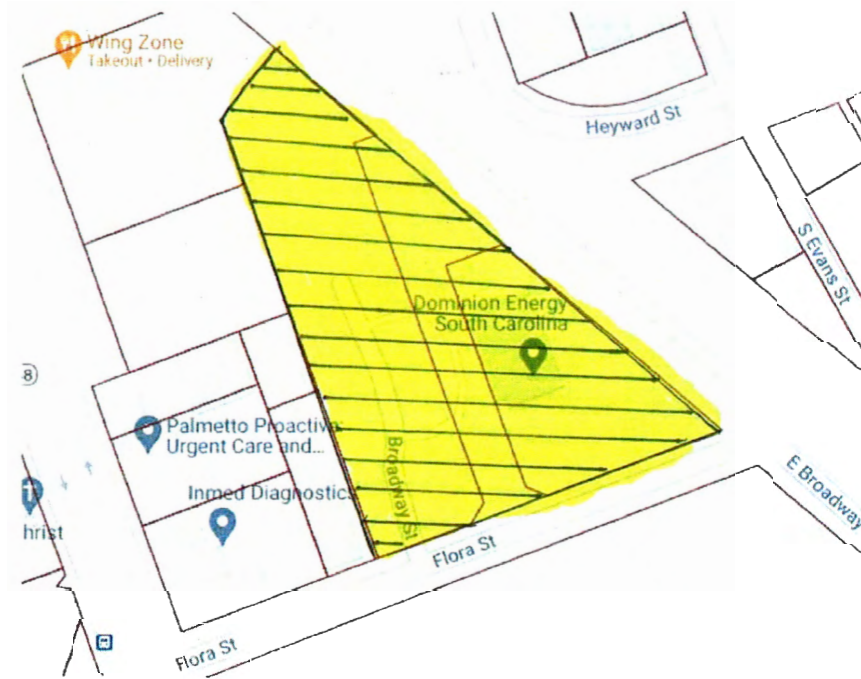 Wing Zone
Takeout • Delivery
Heyward St
S Evans St
Dominion Energy
South Carolina
8
Palmetto Proactive
Urgent Care and...
Broadway St
Inmed Diagnostics
hrist
E Broadway
Flora St
Flora St